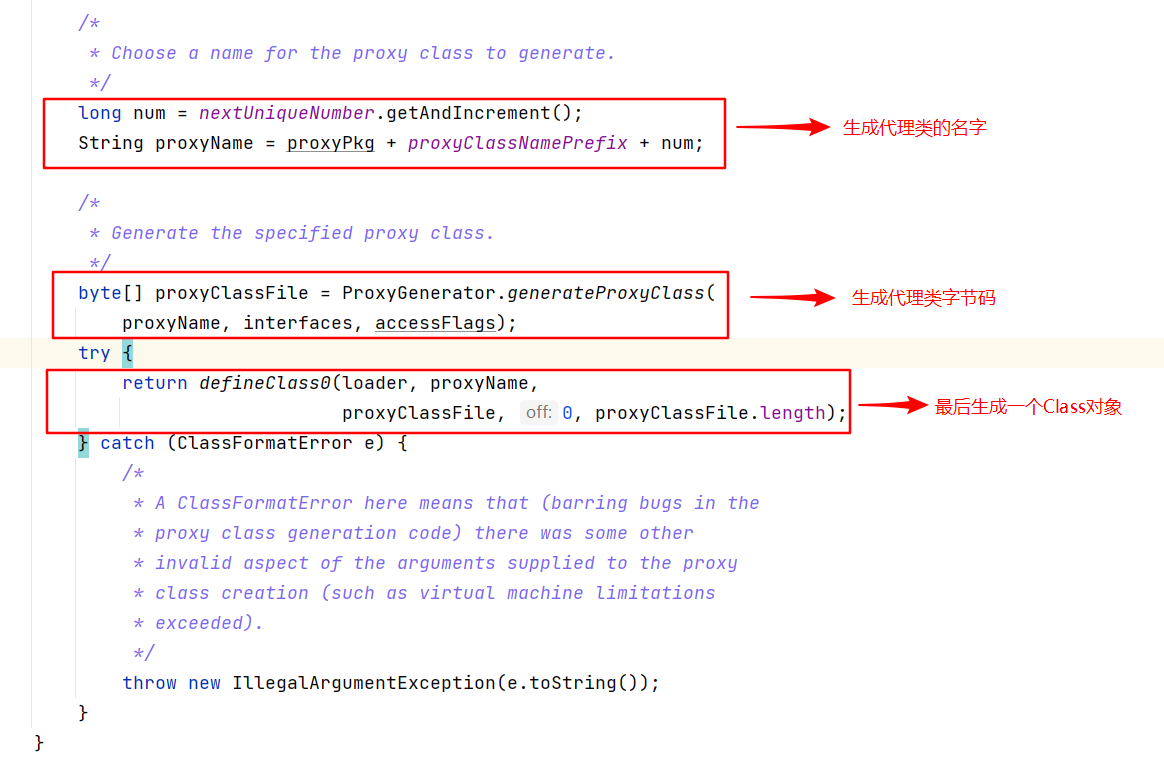 /*
* Choose a name for the proxy class to generate.
*/
long num = nextUniqueNumber.getAndIncrement();
String proxyName = proxyPkg + proxyClassNamePrefix + num;
生成代理类的名字
/*
* Generate the specified proxy class.
*/
byte[] proxyClassFile = ProxyGenerator.generateProxyClass(
proxyName, interfaces, accessFlags);
生成代理类字节码
try {
return defineClass0(loader, proxyName,
proxyClassFile, off: 0, proxyClassFile.length);
最后生成一个Class对象
} catch (ClassFormatError e) {
/*
* A ClassFormatError here means that (barring bugs in the
* proxy class generation code) there was some other
* invalid aspect of the arguments supplied to the proxy
* class creation (such as virtual machine limitations
* exceeded).
*/
throw new IllegalArgumentException(e.toString());
}
}